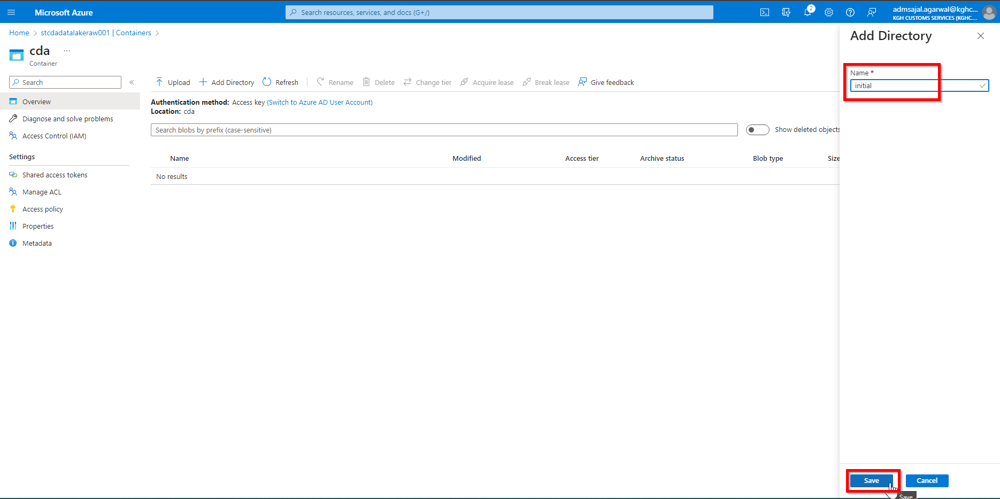 Microsoft Azure
Search resources, services, and docs (G+/)
2
admsajal.agarwal@kghc...
KGH CUSTOMS SERVICES (KGHC....
Home > stcdadatalakeraw001 | Containers >
cda ...
Container
Search
«
Overview
Diagnose and solve problems
Access Control (IAM)
Settings
Shared access tokens
Manage ACL
Access policy
Properties
Metadata
Upload + Add Directory Refresh Rename Delete Change tier Acquire lease Break lease Give feedback
Authentication method: Access key (Switch to Azure AD User Account)
Location: cda
Search blobs by prefix (case-sensitive)
Show deleted objects
Name Modified Access tier Archive status Blob type Size
No results
Add Directory
Name *
initial
Save Cancel
Save